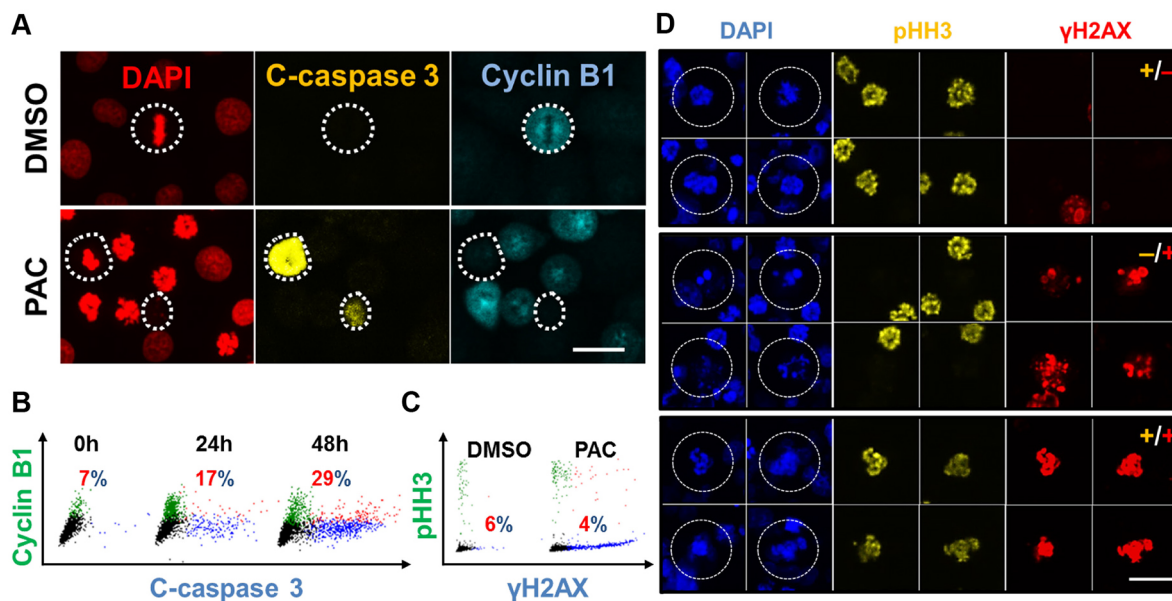 A
DAPI C-caspase 3 Cyclin B1
DMSO
PAC
B
Cyclin B1
0h 24h 48h
7% 17% 29%
C-caspase 3
C
pHH3
DMSO PAC
6% 4%
γH2AX
D
DAPI pHH3 γH2AX
+/-
-/+
+/+